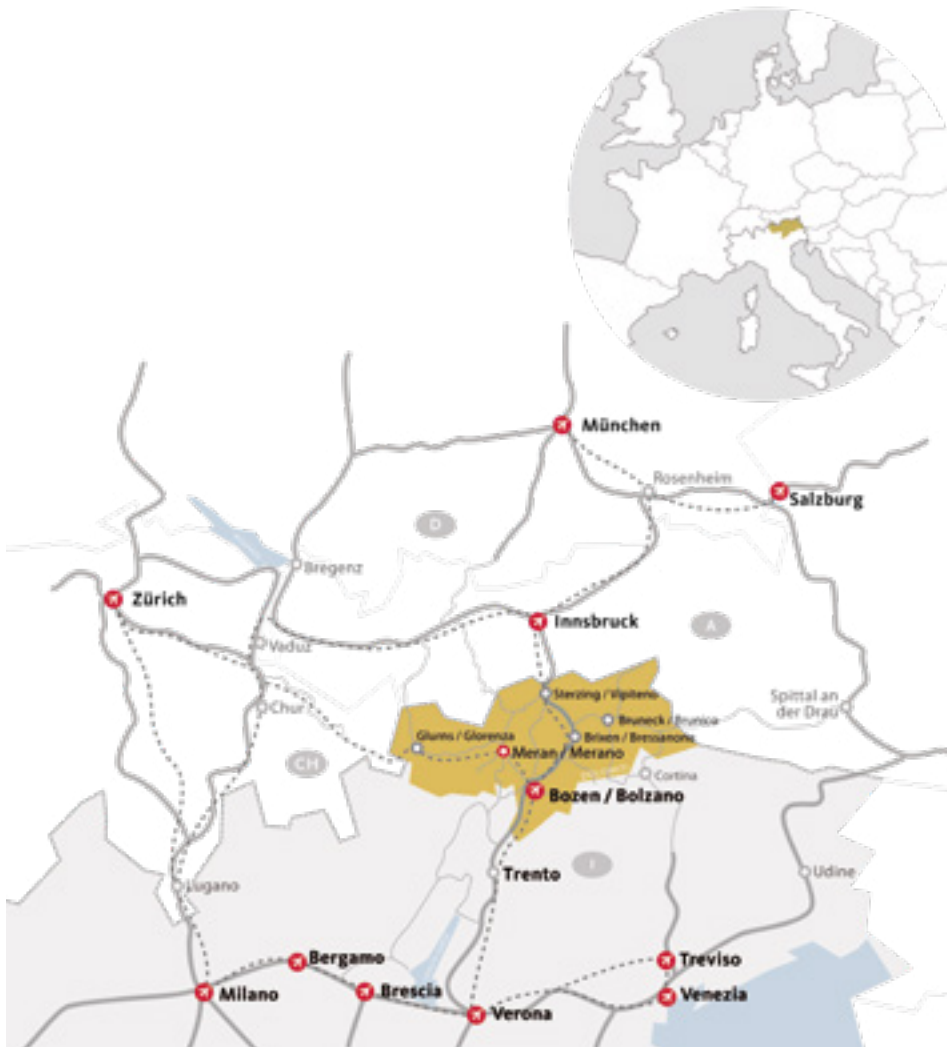 München
Rosenheim
Salzburg
D
Bregenz
Zürich
Innsbruck
A
Vaduz
Sterzing / Vipiteno
Spittal an
der Drau
Chur
Bruneck / Brunico
Glurns / Glorenza
Brixen / Bressanone
Meran / Merano
CH
Cortina
Bozen / Bolzano
I
Trento
Udine
Lugano
Bergamo
Treviso
Milano
Brescia
Venezia
Verona